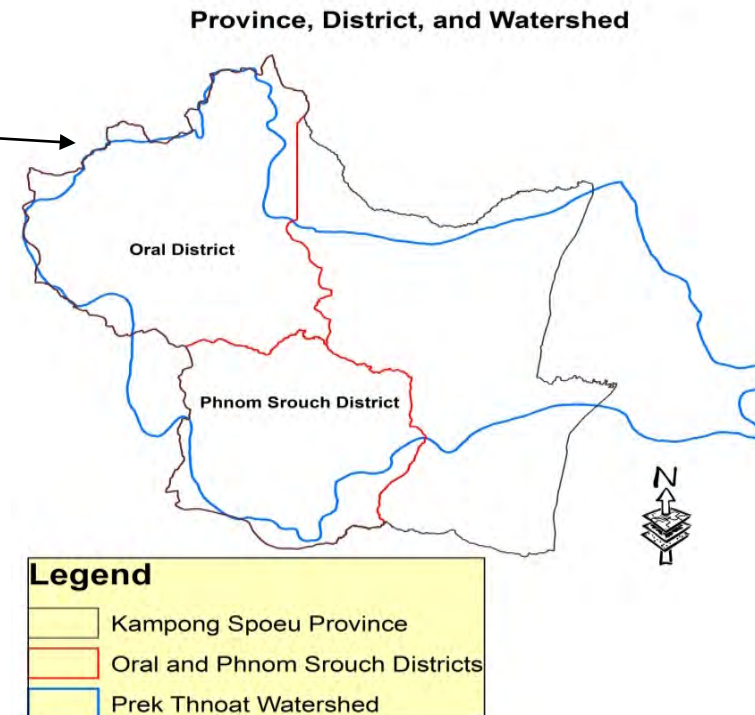 Province, District, and Watershed
Oral District
Phnom Srouch District
N
Legend
Kampong Spoeu Province
Oral and Phnom Srouch Districts
Prek Thnoat Watershed